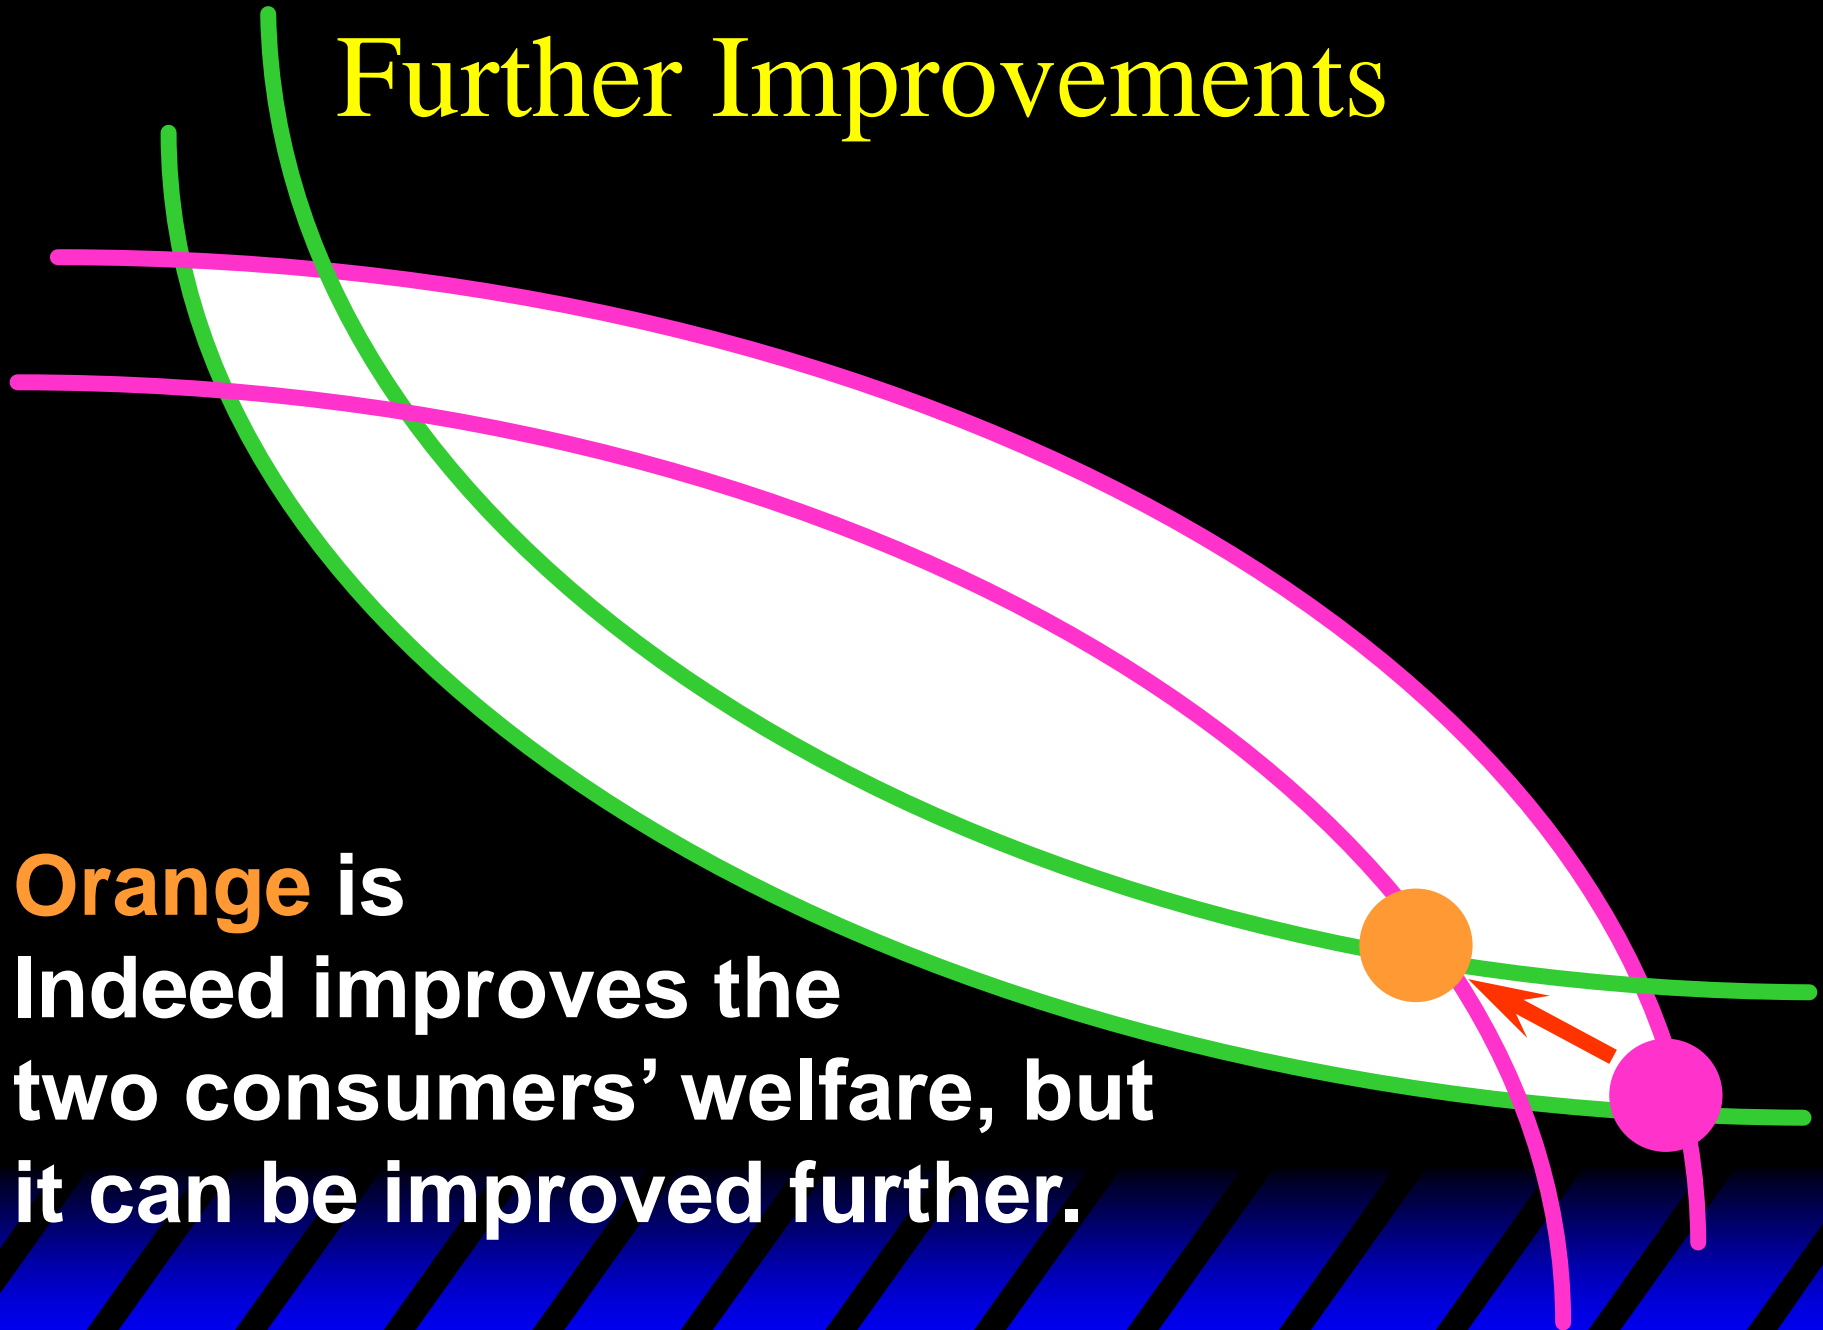 Further Improvements
Orange is
Indeed improves the
two consumers’ welfare, but
it can be improved further.